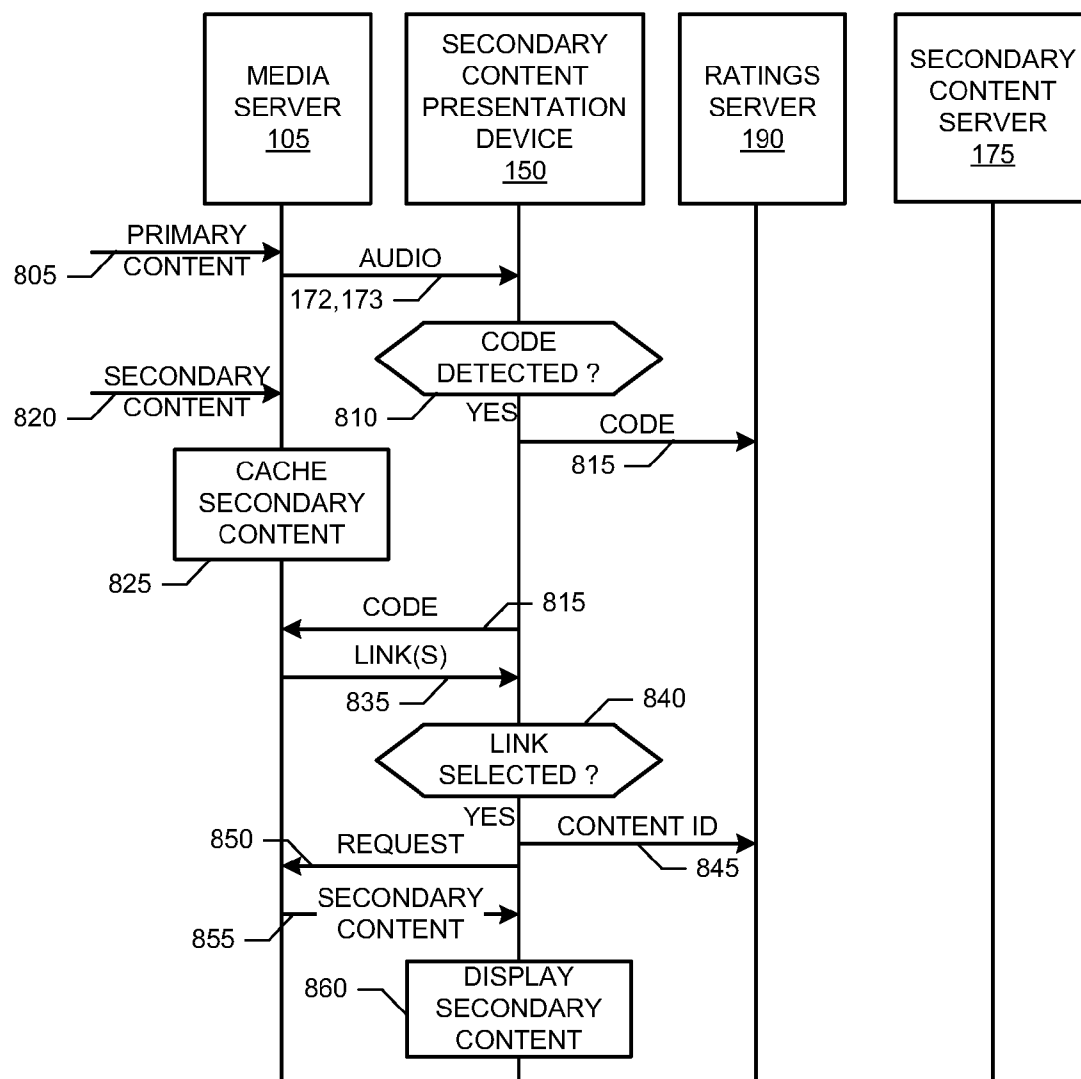 MEDIA
SERVER
105
SECONDARY
CONTENT
PRESENTATION
DEVICE
150
RATINGS
SERVER
190
SECONDARY
CONTENT
SERVER
175
PRIMARY
CONTENT
805
AUDIO
172,173
CODE
DETECTED ?
810
YES
SECONDARY
CONTENT
820
CODE
815
CACHE
SECONDARY
CONTENT
825
CODE
815
LINK(S)
835
840
LINK
SELECTED ?
YES
CONTENT ID
845
850
REQUEST
SECONDARY
CONTENT
855
860
DISPLAY
SECONDARY
CONTENT